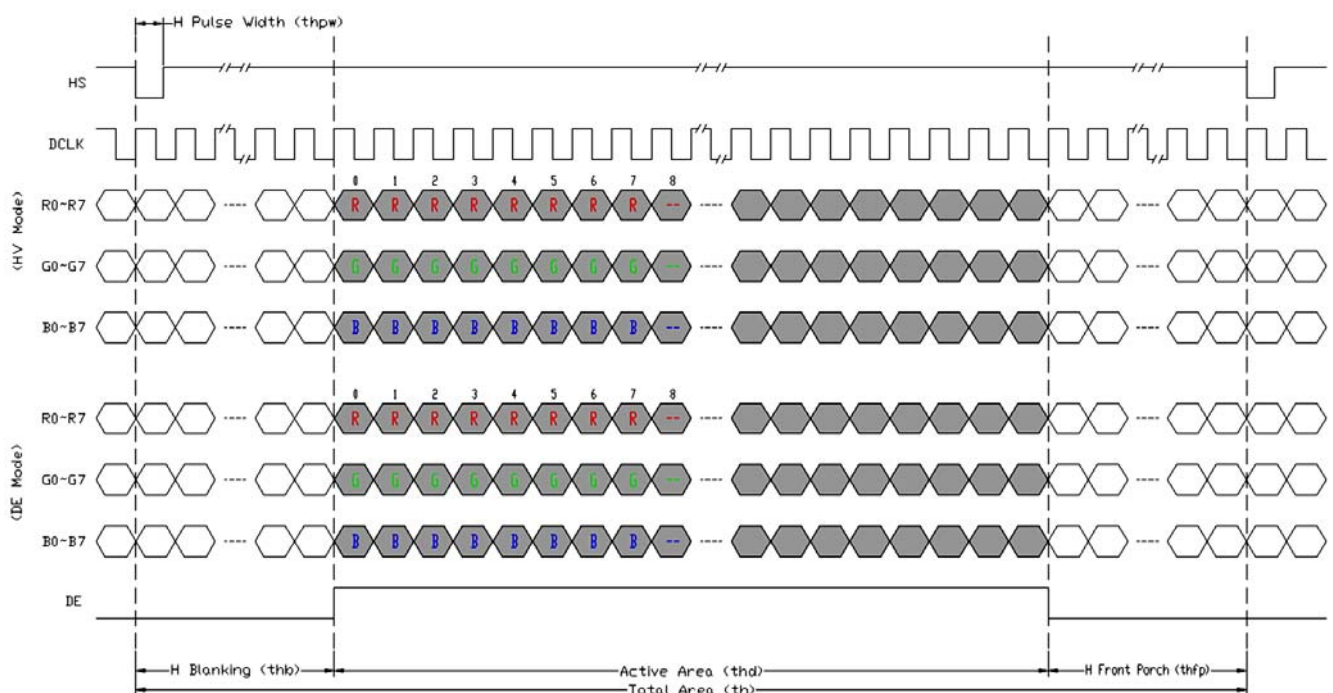 H Pulse Width (thpw)
HS
DCLK
0 1 2 3 4 5 6 7 8
R0~R7 R R R R R R R R --
(HV Mode)
G0~G7 G G G G G G G G --
B0~B7 B B B B B B B B --
0 1 2 3 4 5 6 7 8
R0~R7 R R R R R R R R --
(DE Mode)
G0~G7 G G G G G G G G --
B0~B7 B B B B B B B B --
DE
H Blanking (thb) Active Area (thd) H Front Porch (thfp)
Total Area (th)